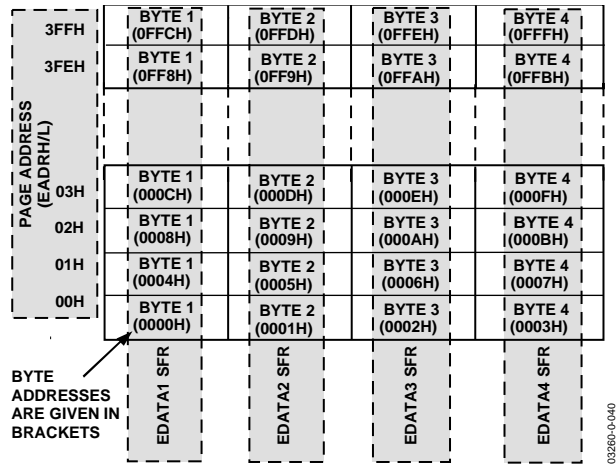 3FFH
BYTE 1 (0FFCH)
BYTE 2 (0FFDH)
BYTE 3 (0FFEH)
BYTE 4 (0FFFH)
3FEH
BYTE 1 (0FF8H)
BYTE 2 (0FF9H)
BYTE 3 (0FFAH)
BYTE 4 (0FFBH)
PAGE ADDRESS
(EADRH/L)
03H
BYTE 1 (000CH)
BYTE 2 (000DH)
BYTE 3 (000EH)
BYTE 4 (000FH)
02H
BYTE 1 (0008H)
BYTE 2 (0009H)
BYTE 3 (000AH)
BYTE 4 (000BH)
01H
BYTE 1 (0004H)
BYTE 2 (0005H)
BYTE 3 (0006H)
BYTE 4 (0007H)
00H
BYTE 1 (0000H)
BYTE 2 (0001H)
BYTE 3 (0002H)
BYTE 4 (0003H)
BYTE
ADDRESSES
ARE GIVEN IN
BRACKETS
EDATA1 SFR
EDATA2 SFR
EDATA3 SFR
EDATA4 SFR
03260-0-040